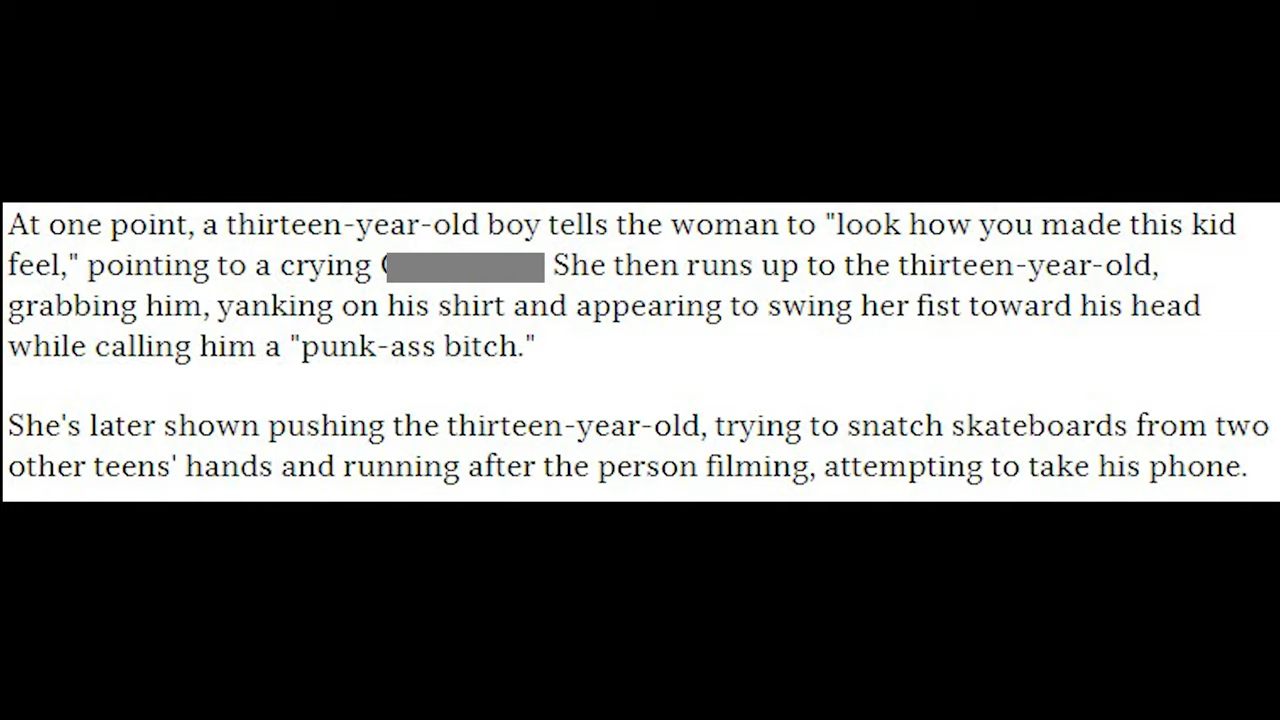 At one point, a thirteen-year-old boy tells the woman to "look how you made this kid
feel," pointing to a crying She then runs up to the thirteen-year-old,
grabbing him, yanking on his shirt and appearing to swing her fist toward his head
while calling him a "punk-ass bitch."
She's later shown pushing the thirteen-year-old, trying to snatch skateboards from two
other teens' hands and running after the person filming, attempting to take his phone.